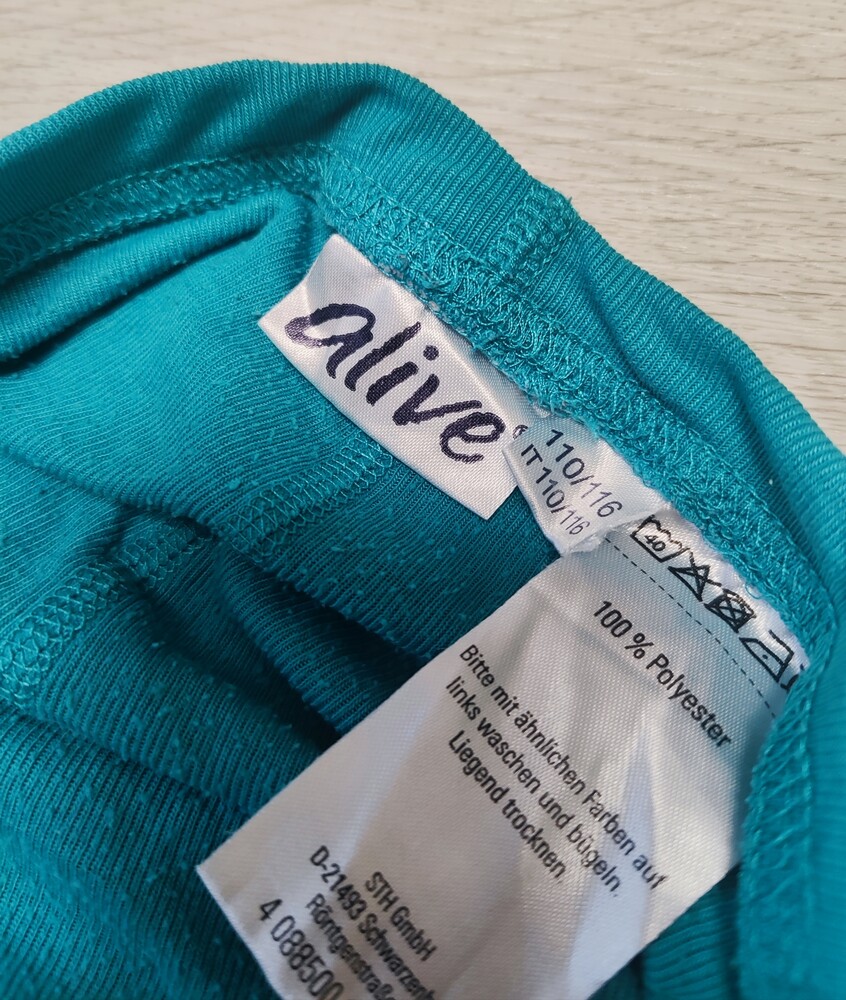 alive
110/116
IT 110/116
40
100 % Polyester
Bitte mit ähnlichen Farben auf
links waschen und bügeln.
Liegend trocknen.
STH GmbH
D-21493
4 088500